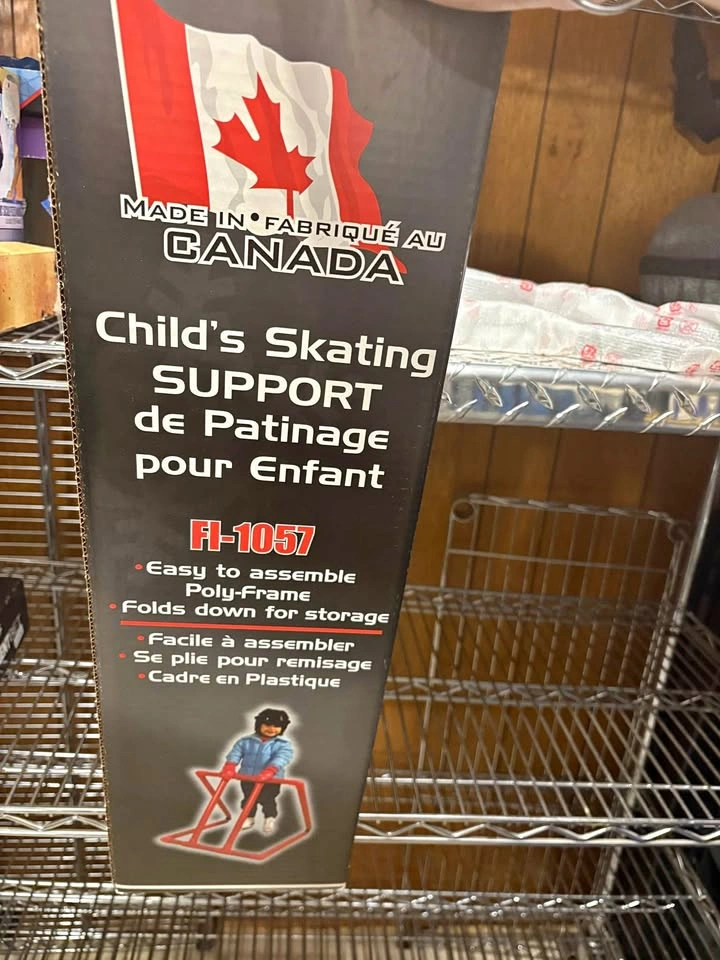 MADE IN • FABRIQUÉ AU
CANADA
Child's Skating
SUPPORT
de Patinage
pour Enfant
FI-1057
• Easy to assemble
Poly-Frame
• Folds down for storage
• Facile à assembler
• Se plie pour remisage
• Cadre en Plastique